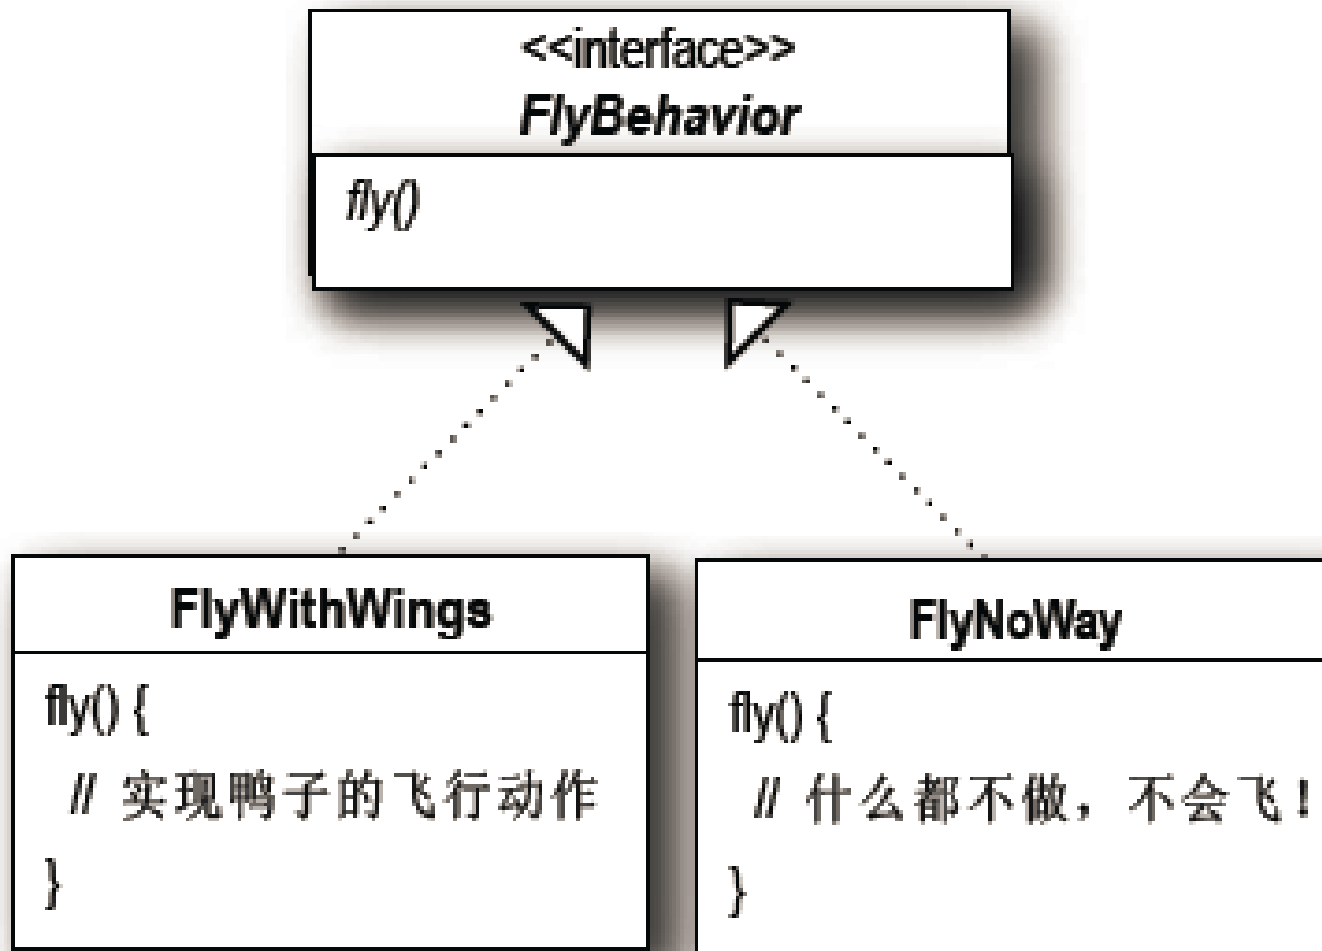 <<interface>>
FlyBehavior
fly()
FlyWithWings
fly() {
// 实现鸭子的飞行动作
}
FlyNoWay
fly() {
// 什么都不做，不会飞！
}